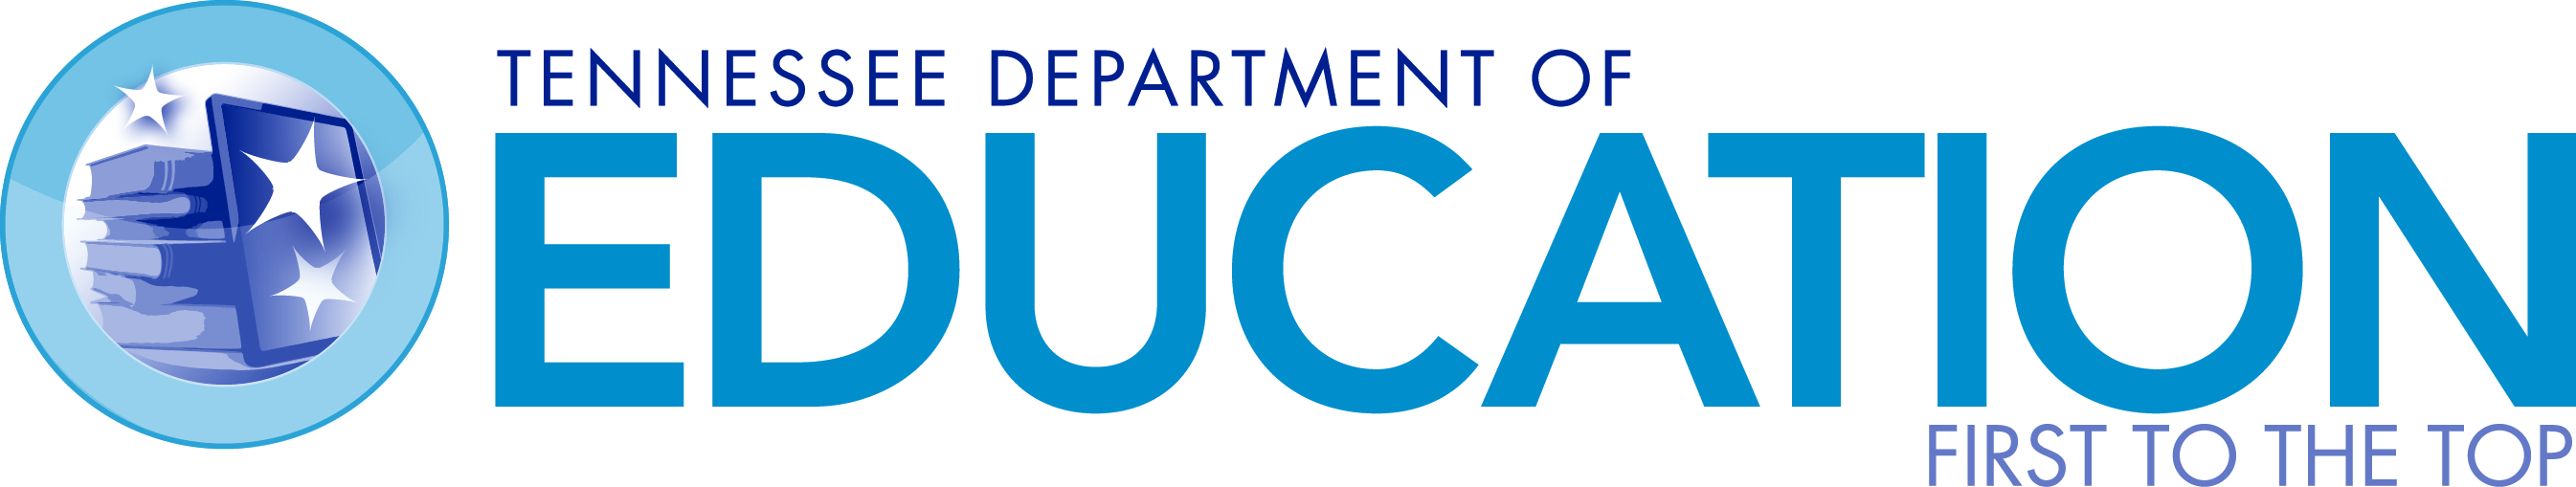 TENNESSEE DEPARTMENT OF
EDUCATION
FIRST TO THE TOP